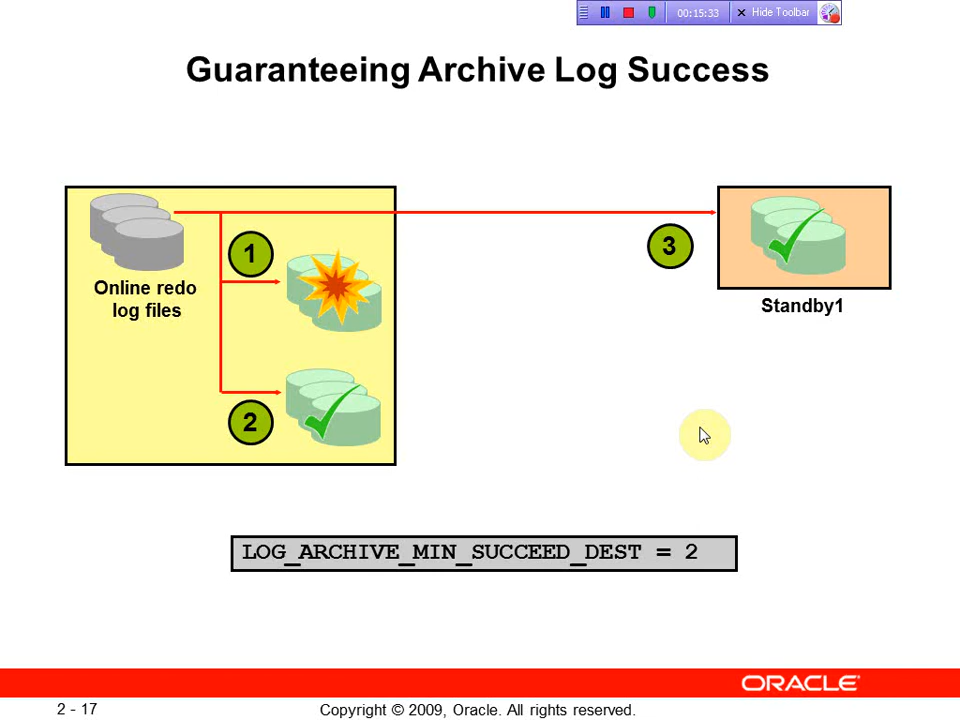 00:15:33 Hide Toolbar
Guaranteeing Archive Log Success
1
3
Online redo
log files
Standby1
2
LOG_ARCHIVE_MIN_SUCCEED_DEST = 2
ORACLE
2 - 17
Copyright © 2009, Oracle. All rights reserved.